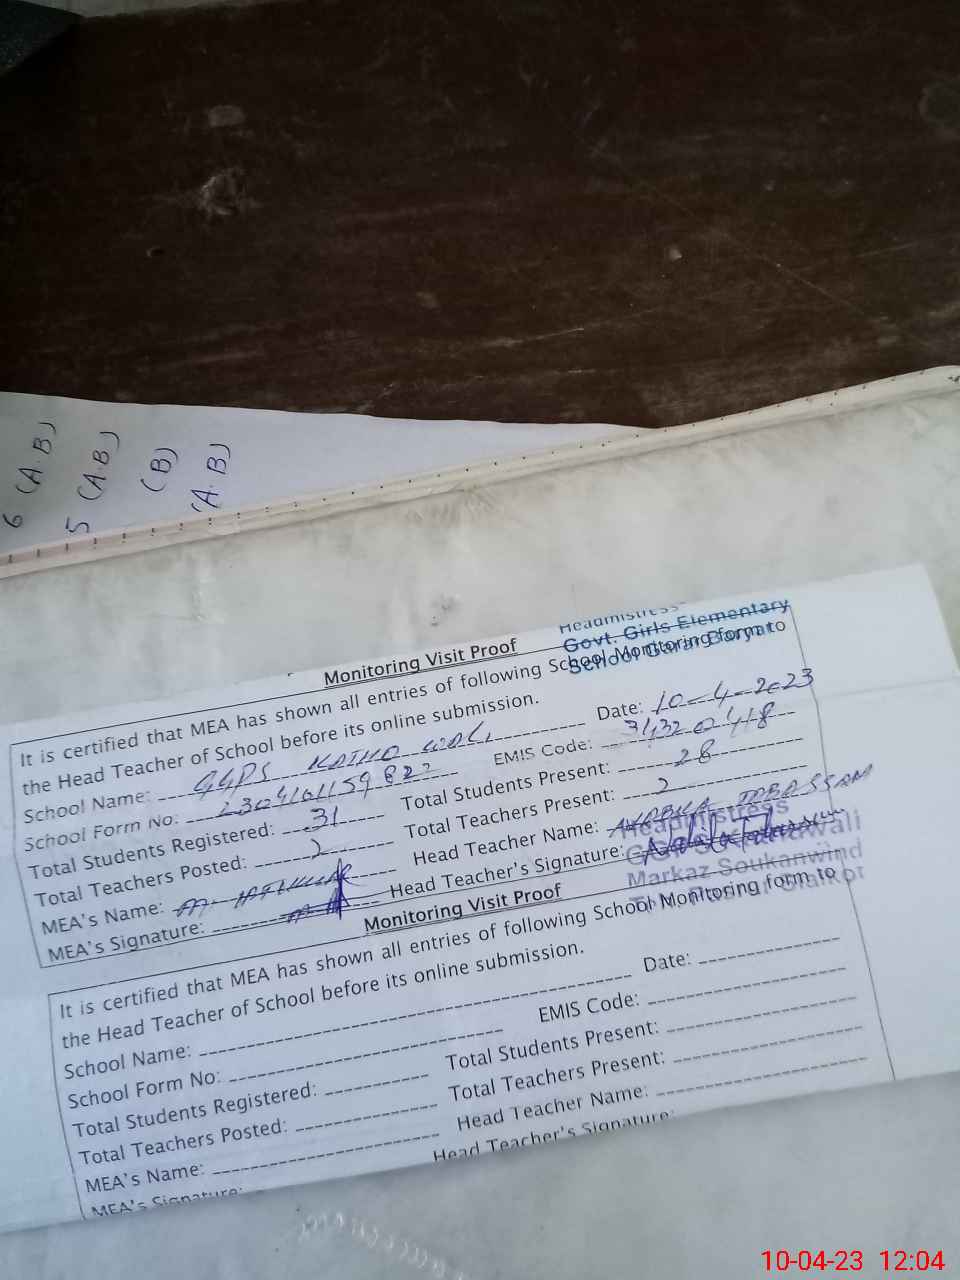 6 (A.B)
5 (A.B)
(B)
(A.B)
Headmistress
Govt. Girls Elementary
School
Monitoring Visit Proof
It is certified that MEA has shown all entries of following School Monitoring form to
the Head Teacher of School before its online submission.
School Name: GGPS Date: 10-4-2023
School Form No: EMIS Code: 34320418
Total Students Registered: 31 Total Students Present: 28
Total Teachers Posted: 2 Total Teachers Present: 2
MEA's Name: Head Teacher Name: TABASSAM
MEA's Signature: Head Teacher's Signature:
Headmistress
Markaz Soukanwind
Monitoring Visit Proof
It is certified that MEA has shown all entries of following School Monitoring form to
the Head Teacher of School before its online submission.
School Name: Date:
School Form No: EMIS Code:
Total Students Registered: Total Students Present:
Total Teachers Posted: Total Teachers Present:
MEA's Name: Head Teacher Name:
MEA's Signature: Head Teacher's Signature:
10-04-23 12:04